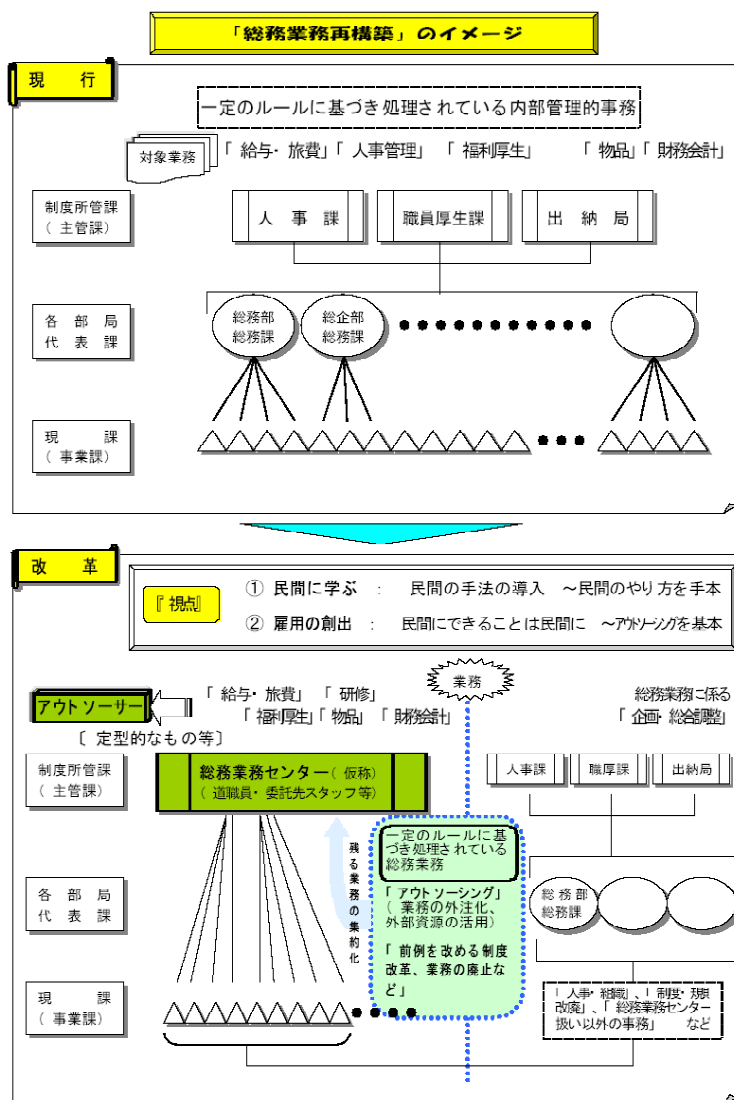 「総務業務再構築」のイメージ
現 行
一定のルールに基づき処理されている内部管理的事務
対象業務
「 給与・旅費」「 人事管理」 「 福利厚生」 「 物品」「 財務会計」
制度所管課
( 主管課)
人 事 課
職員厚生課
出 納 局
各 部 局
代 表 課
総務部
総務課
総企部
総務課
現 課
( 事業課)
改 革
『 視点』
① 民間に学ぶ : 民間の手法の導入 ~民間のやり方を手本
② 雇用の創出 : 民間にできることは民間に ~アウトソーシングを基本
業務
アウトソーサー
「 給与・旅費」 「 研修」
「 福利厚生」「 物品」 「 財務会計」
総務業務に係る
「 企画・総合調整」
〔 定型的なもの等〕
制度所管課
( 主管課)
総務業務センター( 仮称)
( 道職員・委託先スタッフ等)
人事課
職厚課
出納局
残る業務の集約化
一定のルールに基
づき処理されている
総務業務
「 アウトソーシング」
( 業務の外注化、
外部資源の活用)
「 前例を改める制度
改革、業務の廃止な
ど」
各 部 局
代 表 課
総務部
総務課
現 課
( 事業課)
「 人事・組織」、「 制度・規則
改廃」、「 総務業務センター
扱い以外の事務」 など